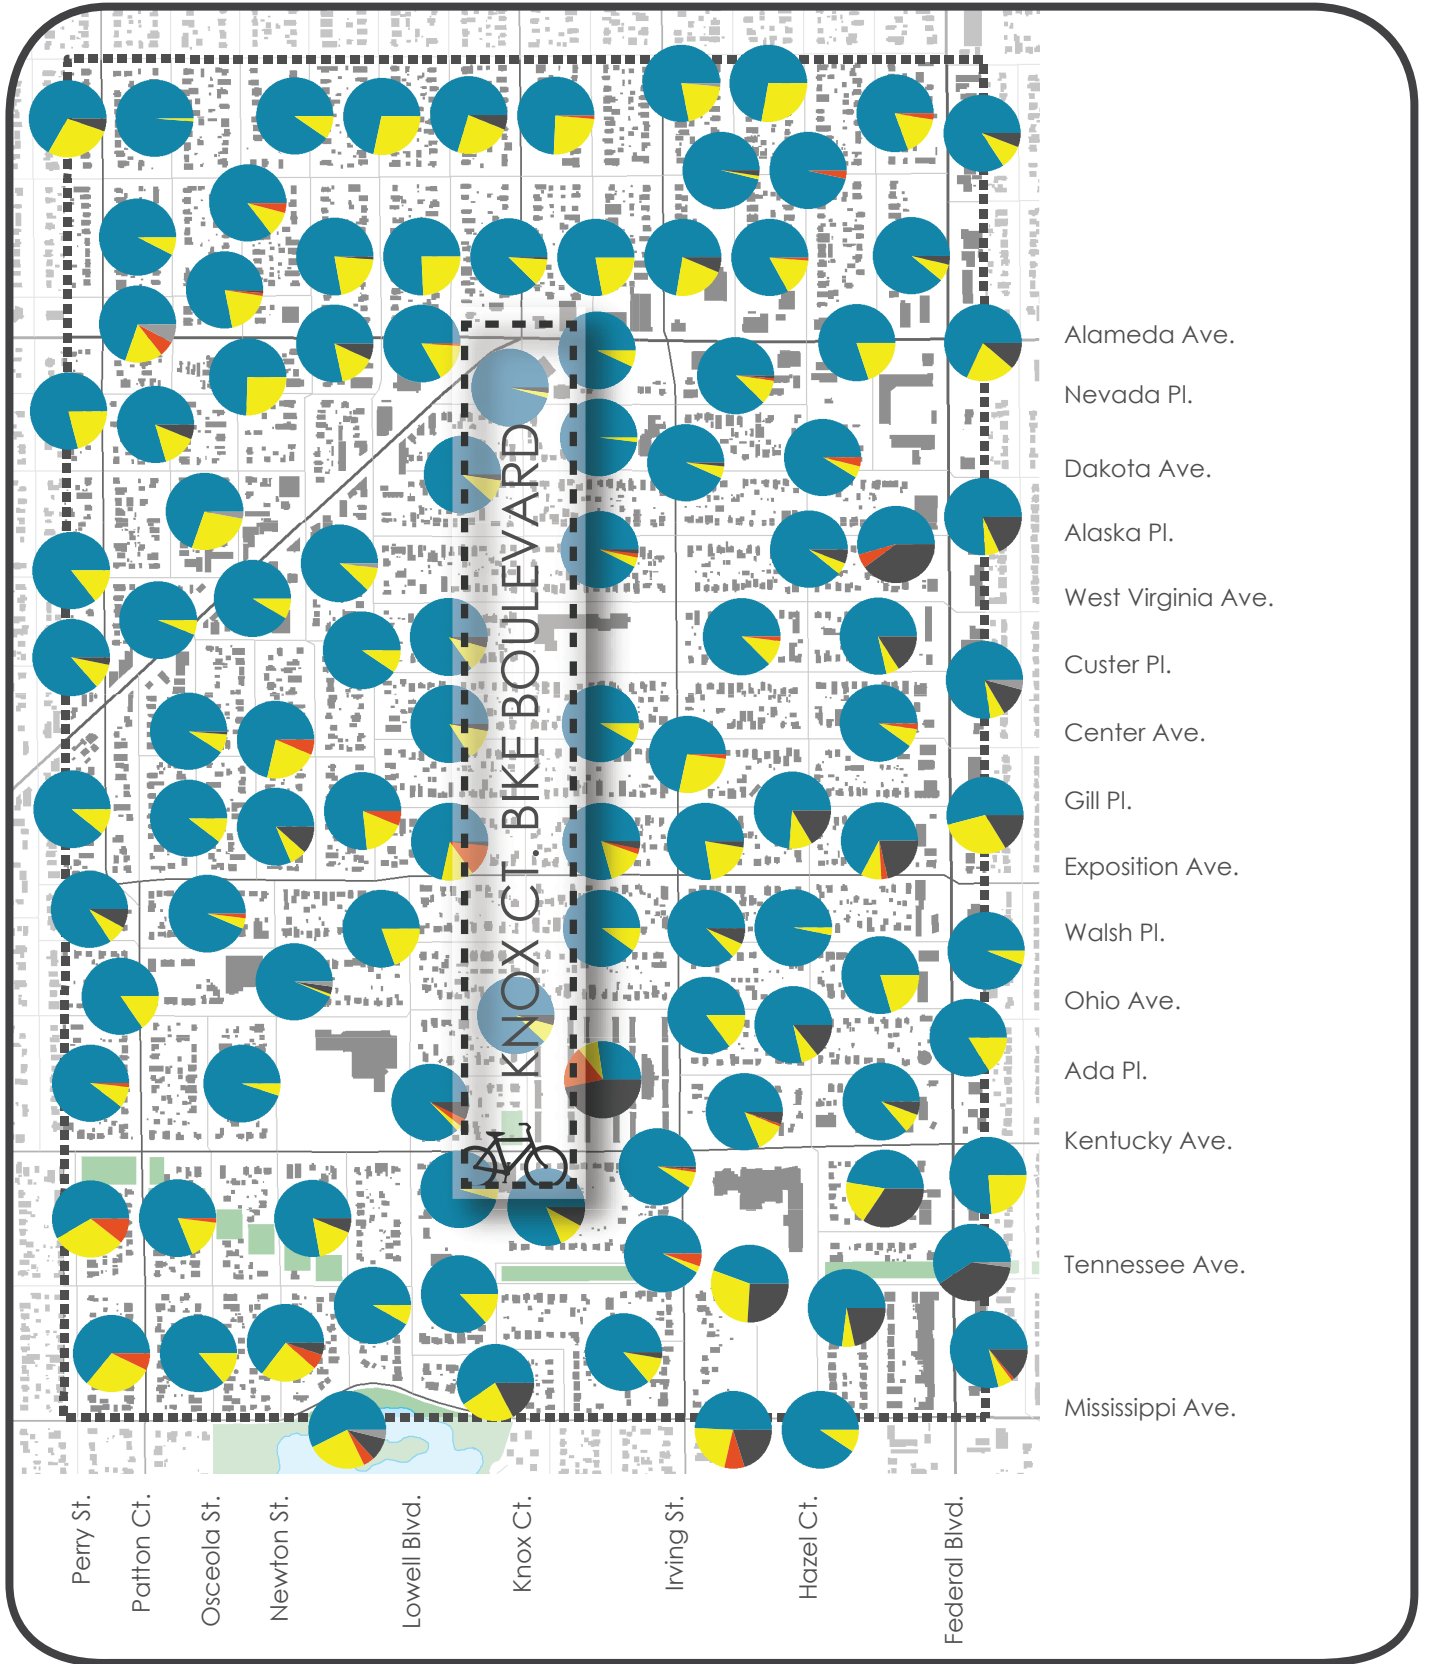 Alameda Ave.
Nevada Pl.
Dakota Ave.
Alaska Pl.
West Virginia Ave.
Custer Pl.
Center Ave.
Gill Pl.
Exposition Ave.
Walsh Pl.
Ohio Ave.
Ada Pl.
Kentucky Ave.
Tennessee Ave.
Mississippi Ave.
KNOX CT. BIKE BOULEVARD
Perry St.
Patton Ct.
Osceola St.
Newton St.
Lowell Blvd.
Knox Ct.
Irving St.
Hazel Ct.
Federal Blvd.